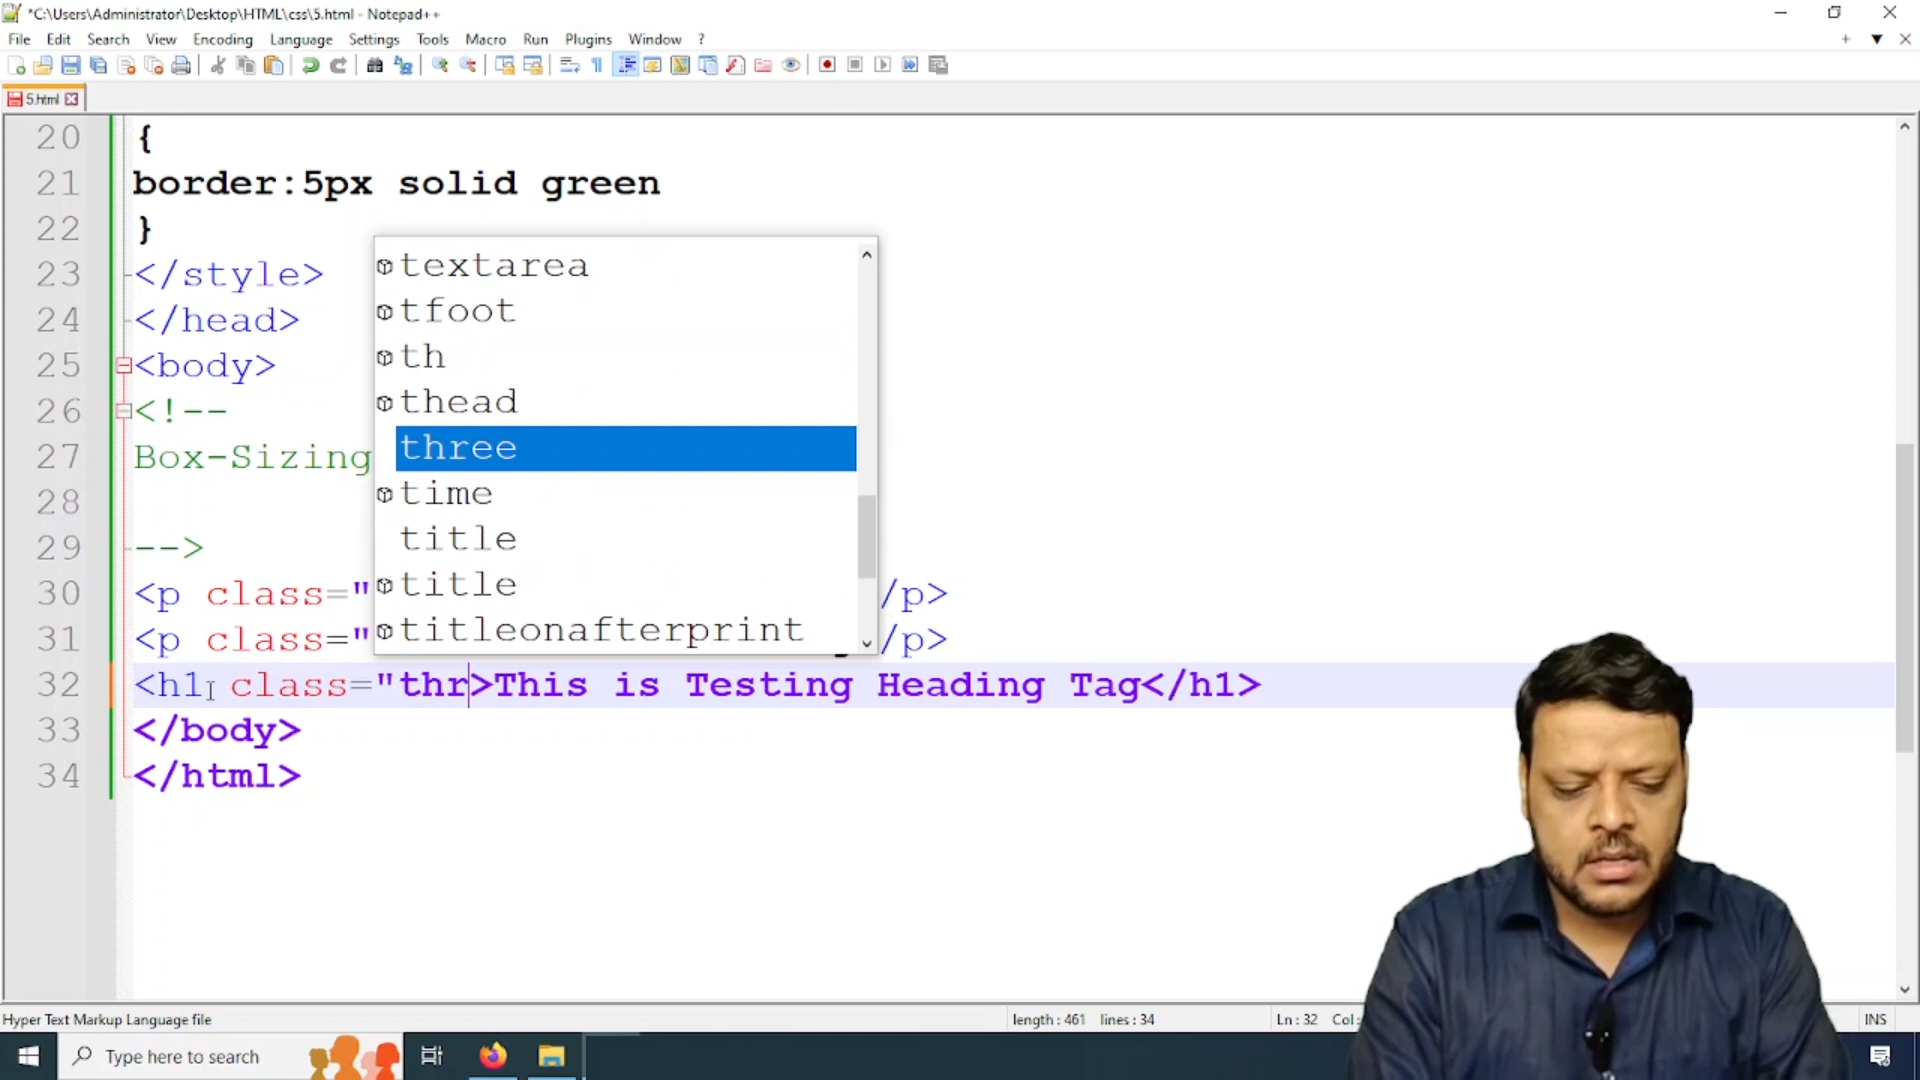 *C:\Users\Administrator\Desktop\HTML\css\5.html - Notepad++
File Edit Search View Encoding Language Settings Tools Macro Run Plugins Window ?
5.html
20 {
21 border:5px solid green
22 }
23 </style>
24 </head>
25 <body>
26 <!--
27 Box-Sizing
28
29 -->
30 <p class=" /p>
31 <p class=" /p>
32 <h1 class="thr>This is Testing Heading Tag</h1>
33 </body>
34 </html>
textarea
tfoot
th
thead
three
time
title
title
titleonafterprint
Hyper Text Markup Language file length : 461 lines : 34 Ln : 32 Col : INS
Type here to search